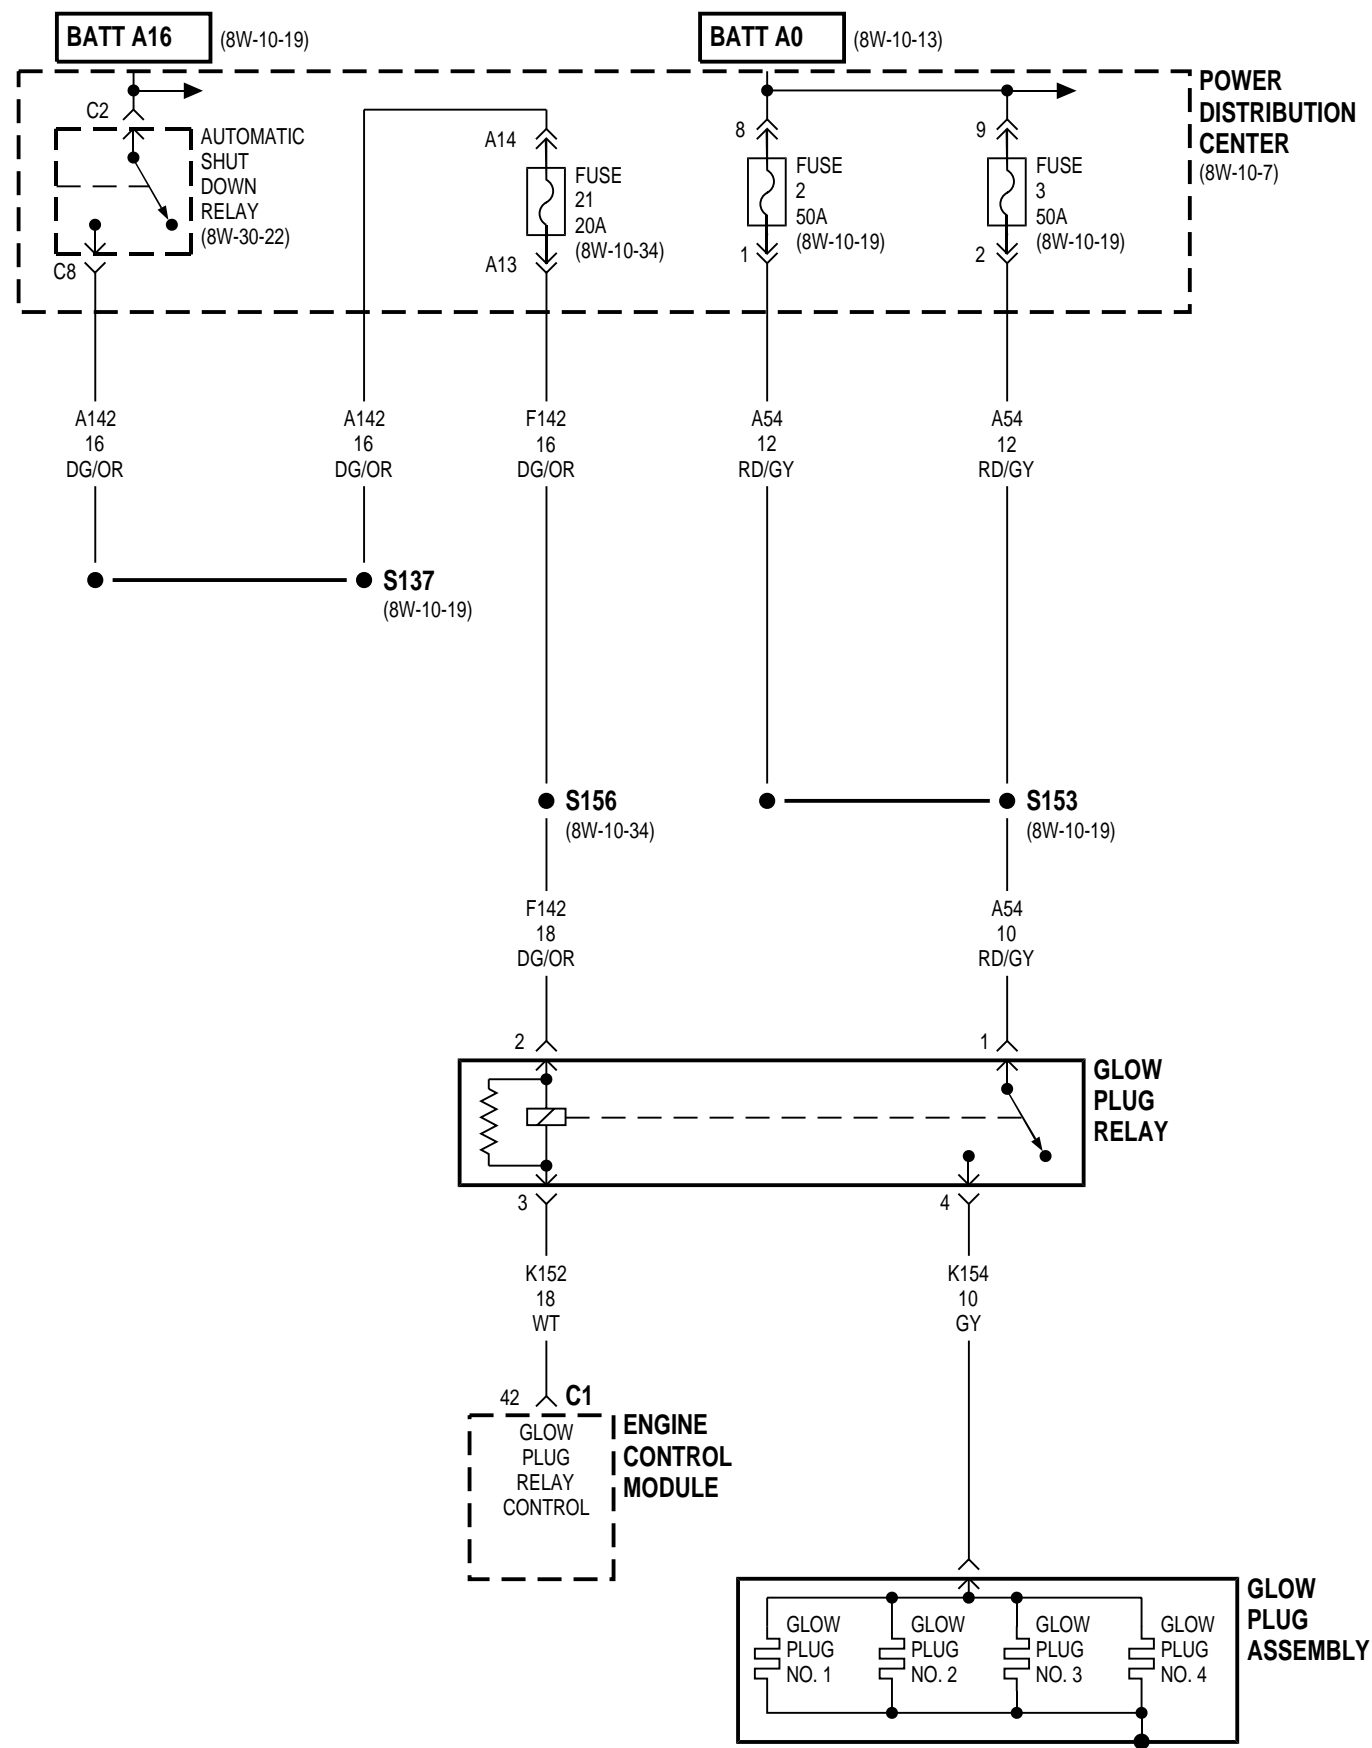 BATT A16 (8W-10-19)
BATT A0 (8W-10-13)
POWER
DISTRIBUTION
CENTER
(8W-10-7)
C2
AUTOMATIC
SHUT
DOWN
RELAY
(8W-30-22)
C8
A14
FUSE
21
20A
(8W-10-34)
A13
8
FUSE
2
50A
(8W-10-19)
1
9
FUSE
3
50A
(8W-10-19)
2
A142
16
DG/OR
A142
16
DG/OR
F142
16
DG/OR
A54
12
RD/GY
A54
12
RD/GY
S137
(8W-10-19)
S156
(8W-10-34)
S153
(8W-10-19)
F142
18
DG/OR
A54
10
RD/GY
2
1
GLOW
PLUG
RELAY
3
4
K152
18
WT
K154
10
GY
42
C1
GLOW
PLUG
RELAY
CONTROL
ENGINE
CONTROL
MODULE
GLOW
PLUG
NO. 1
GLOW
PLUG
NO. 2
GLOW
PLUG
NO. 3
GLOW
PLUG
NO. 4
GLOW
PLUG
ASSEMBLY